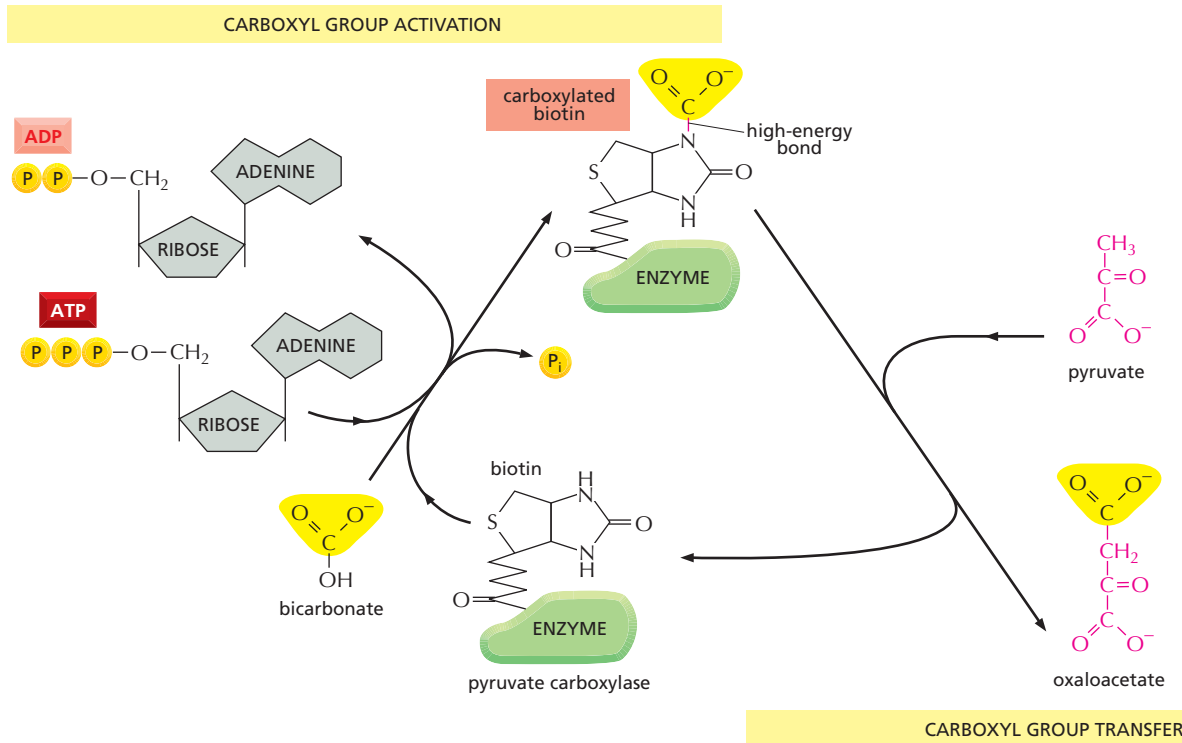 CARBOXYL GROUP ACTIVATION
carboxylated
biotin
O O⁻
C
high-energy
bond
N
S
O
N
H
O
ENZYME
ADP
P P–O–CH₂
ADENINE
RIBOSE
ATP
P P P–O–CH₂
ADENINE
RIBOSE
Pᵢ
O O⁻
C
OH
bicarbonate
biotin
H
N
S
O
N
H
O
ENZYME
pyruvate carboxylase
CH₃
C=O
C
O O⁻
pyruvate
O O⁻
C
CH₂
C=O
C
O O⁻
oxaloacetate
CARBOXYL GROUP TRANSFER